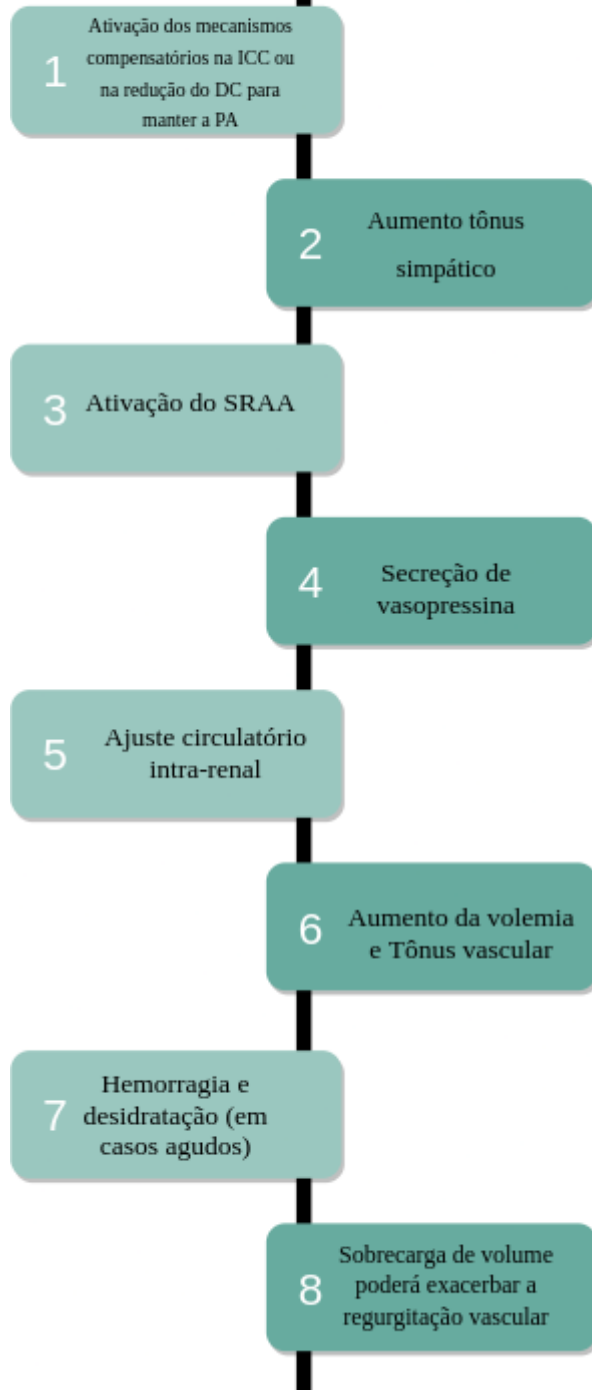 1
Ativação dos mecanismos
compensatórios na ICC ou
na redução do DC para
manter a PA
2
Aumento tônus
simpático
3
Ativação do SRAA
4
Secreção de
vasopressina
5
Ajuste circulatório
intra-renal
6
Aumento da volemia
e Tônus vascular
7
Hemorragia e
desidratação (em
casos agudos)
8
Sobrecarga de volume
poderá exacerbar a
regurgitação vascular